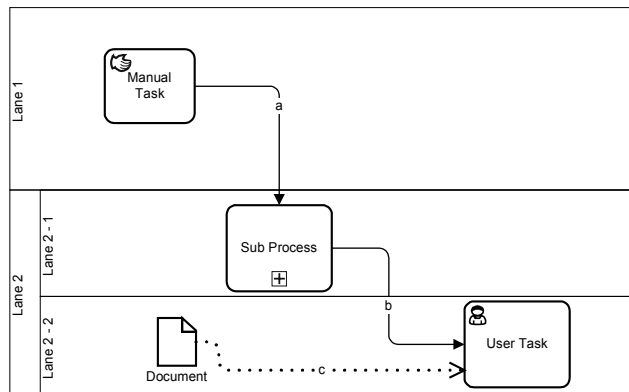 Lane 1
Manual
Task
a
Lane 2
Lane 2 - 1
Sub Process
b
Lane 2 - 2
User Task
c
Document